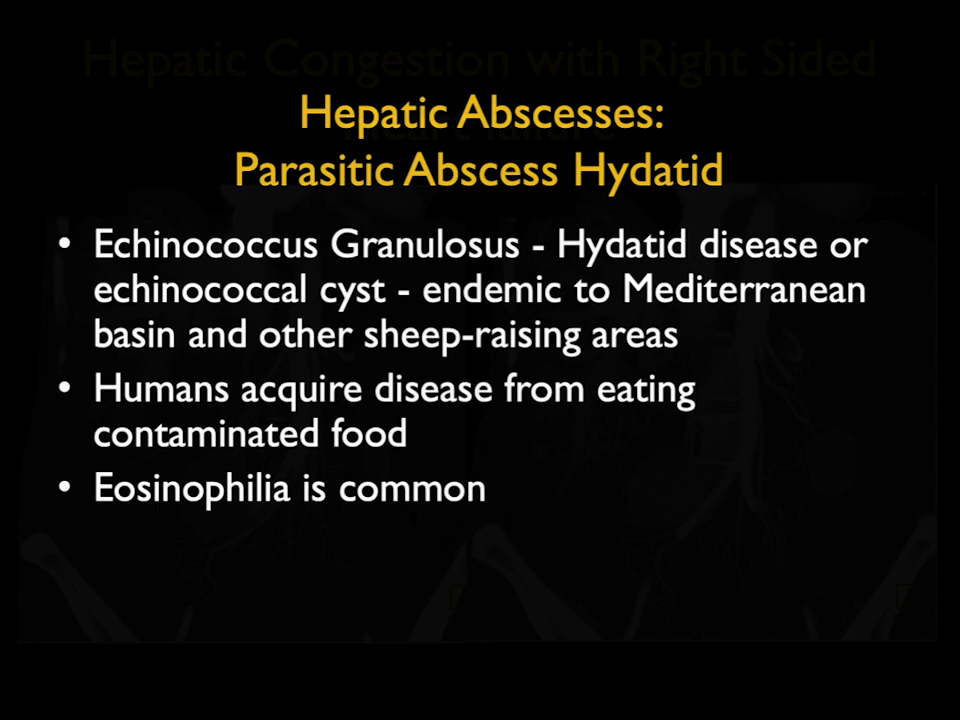 Hepatic Congestion with Right Sided
Hepatic Abscesses:
Parasitic Abscess Hydatid
• Echinococcus Granulosus - Hydatid disease or
echinococcal cyst - endemic to Mediterranean
basin and other sheep-raising areas
• Humans acquire disease from eating
contaminated food
• Eosinophilia is common